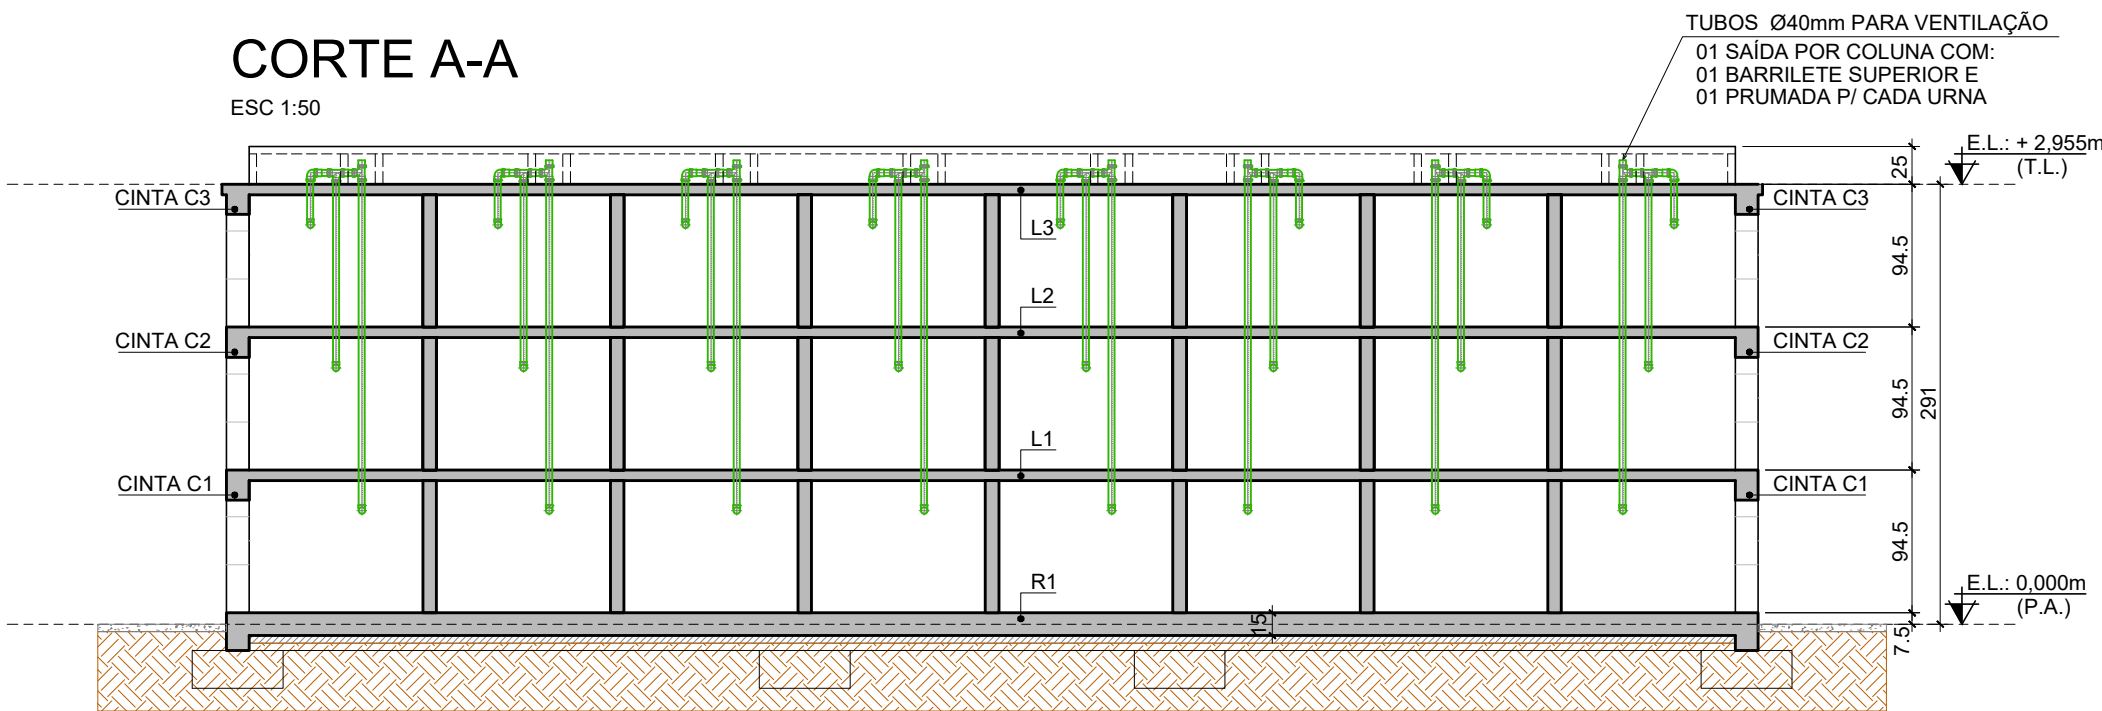 CORTE A-A
ESC 1:50
TUBOS Ø40mm PARA VENTILAÇÃO
01 SAÍDA POR COLUNA COM:
01 BARRILETE SUPERIOR E
01 PRUMADA P/ CADA URNA
E.L.: + 2,955m
(T.L.)
25
CINTA C3
L3
CINTA C3
94.5
L2
CINTA C2
CINTA C2
94.5
291
L1
CINTA C1
CINTA C1
94.5
R1
E.L.: 0,000m
(P.A.)
15
7.5